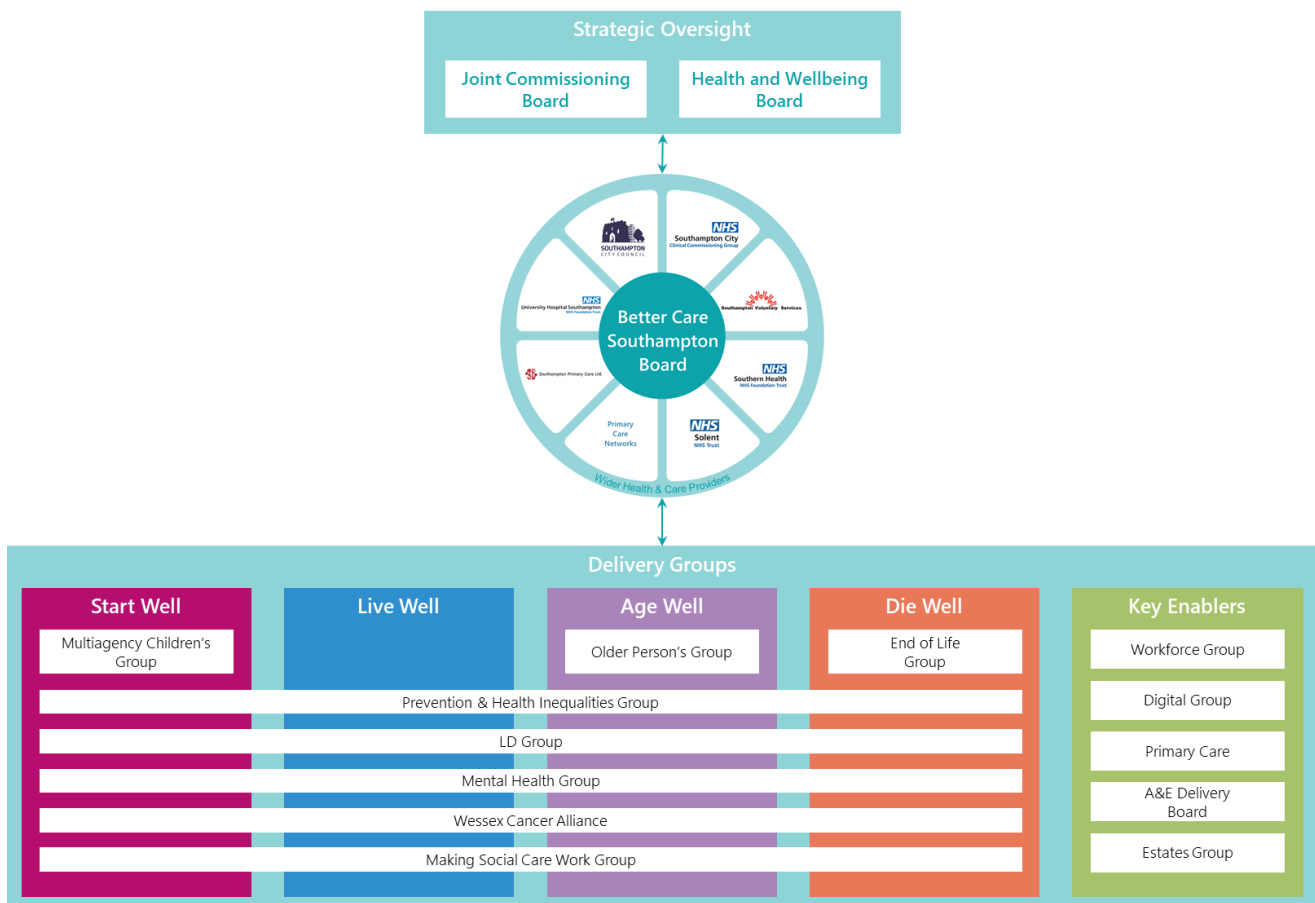 Strategic Oversight
Joint Commissioning
Board
Health and Wellbeing
Board
SOUTHAMPTON
CITY COUNCIL
NHS
Southampton City
Clinical Commissioning Group
NHS
University Hospital Southampton
NHS Foundation Trust
Southampton Voluntary Services
Better Care
Southampton
Board
Southampton Primary Care Ltd.
NHS
Southern Health
NHS Foundation Trust
Primary
Care
Networks
NHS
Solent
NHS Trust
Wider Health & Care Providers
Delivery Groups
Start Well
Live Well
Age Well
Die Well
Key Enablers
Multiagency Children's
Group
Older Person's Group
End of Life
Group
Workforce Group
Prevention & Health Inequalities Group
Digital Group
LD Group
Primary Care
Mental Health Group
A&E Delivery
Board
Wessex Cancer Alliance
Making Social Care Work Group
Estates Group